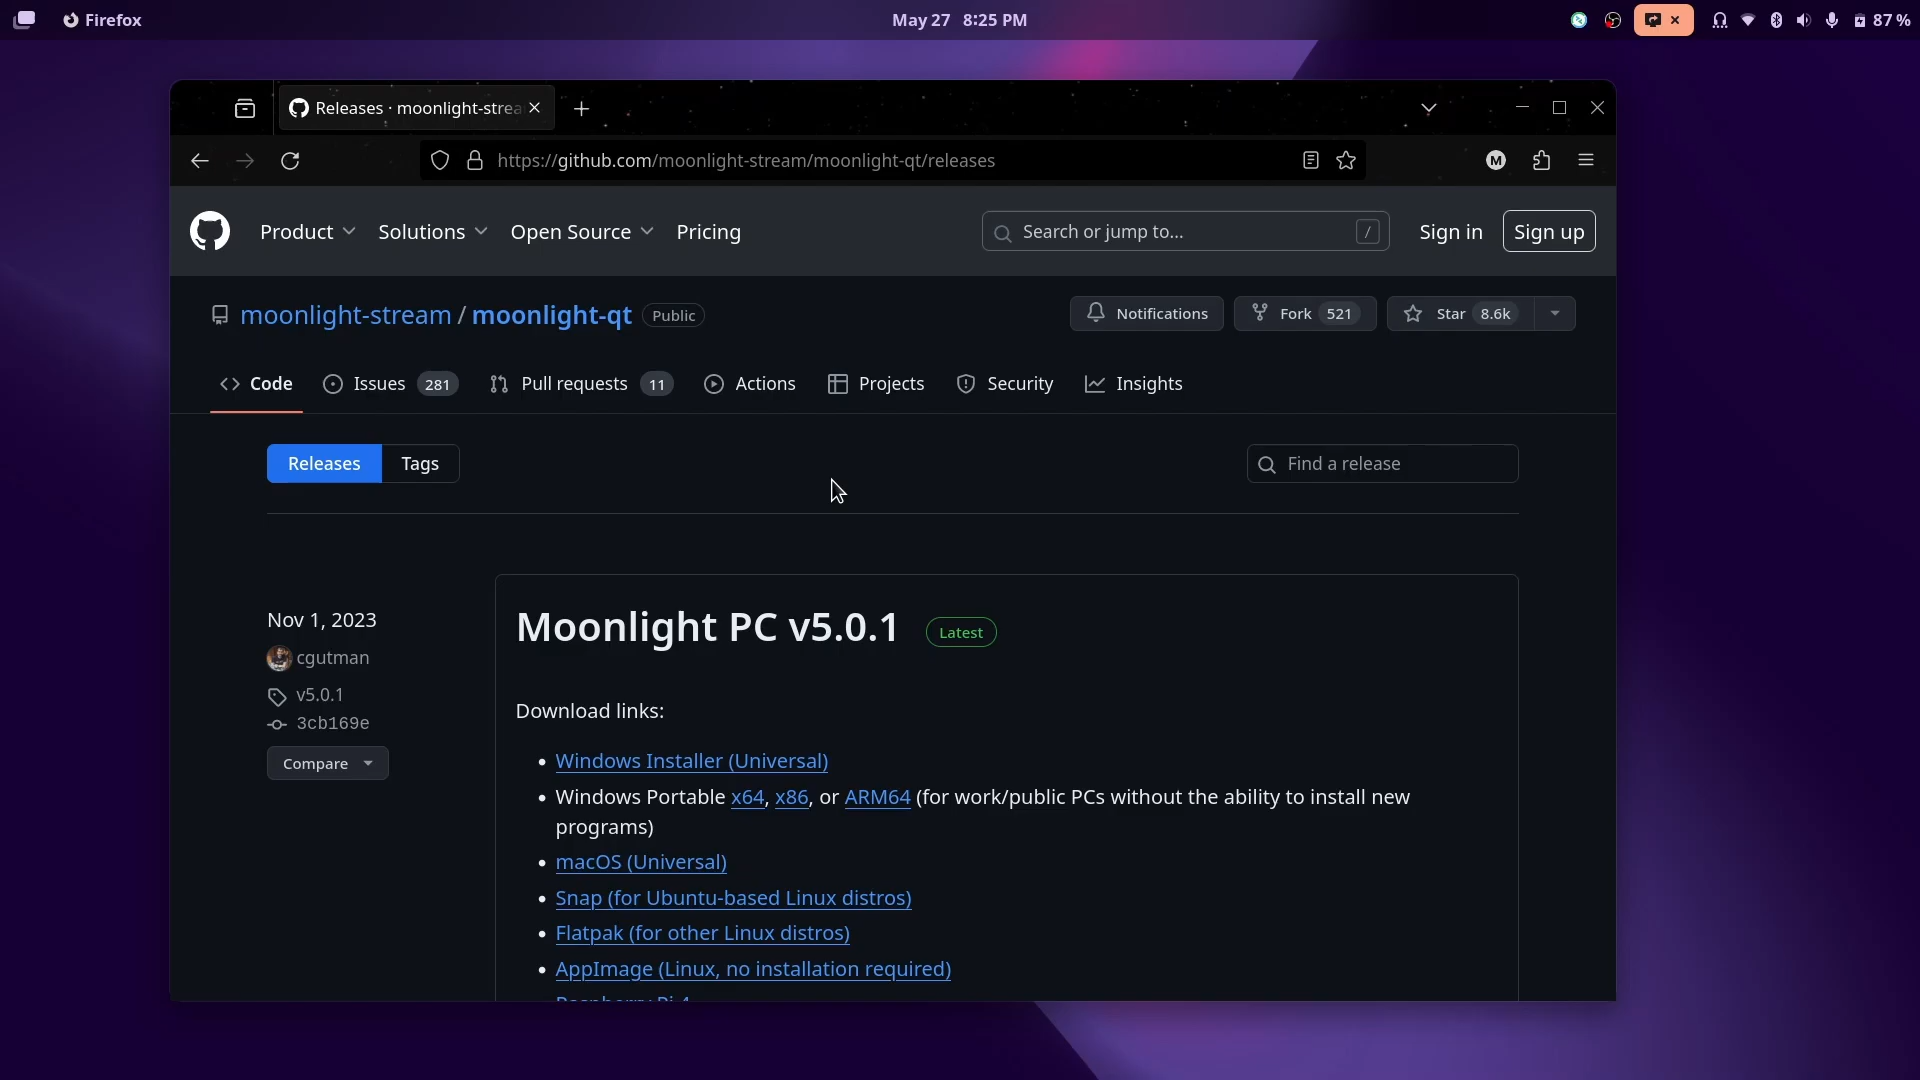 Firefox
May 27 8:25 PM
87 %
Releases · moonlight-strea
https://github.com/moonlight-stream/moonlight-qt/releases
M
Product
Solutions
Open Source
Pricing
Search or jump to...
/
Sign in
Sign up
moonlight-stream / moonlight-qt
Public
Notifications
Fork 521
Star 8.6k
Code
Issues 281
Pull requests 11
Actions
Projects
Security
Insights
Releases
Tags
Find a release
Nov 1, 2023
cgutman
v5.0.1
3cb169e
Compare
Moonlight PC v5.0.1
Latest
Download links:
• Windows Installer (Universal)
• Windows Portable x64, x86, or ARM64 (for work/public PCs without the ability to install new
programs)
• macOS (Universal)
• Snap (for Ubuntu-based Linux distros)
• Flatpak (for other Linux distros)
• AppImage (Linux, no installation required)
Raspberry Pi 4